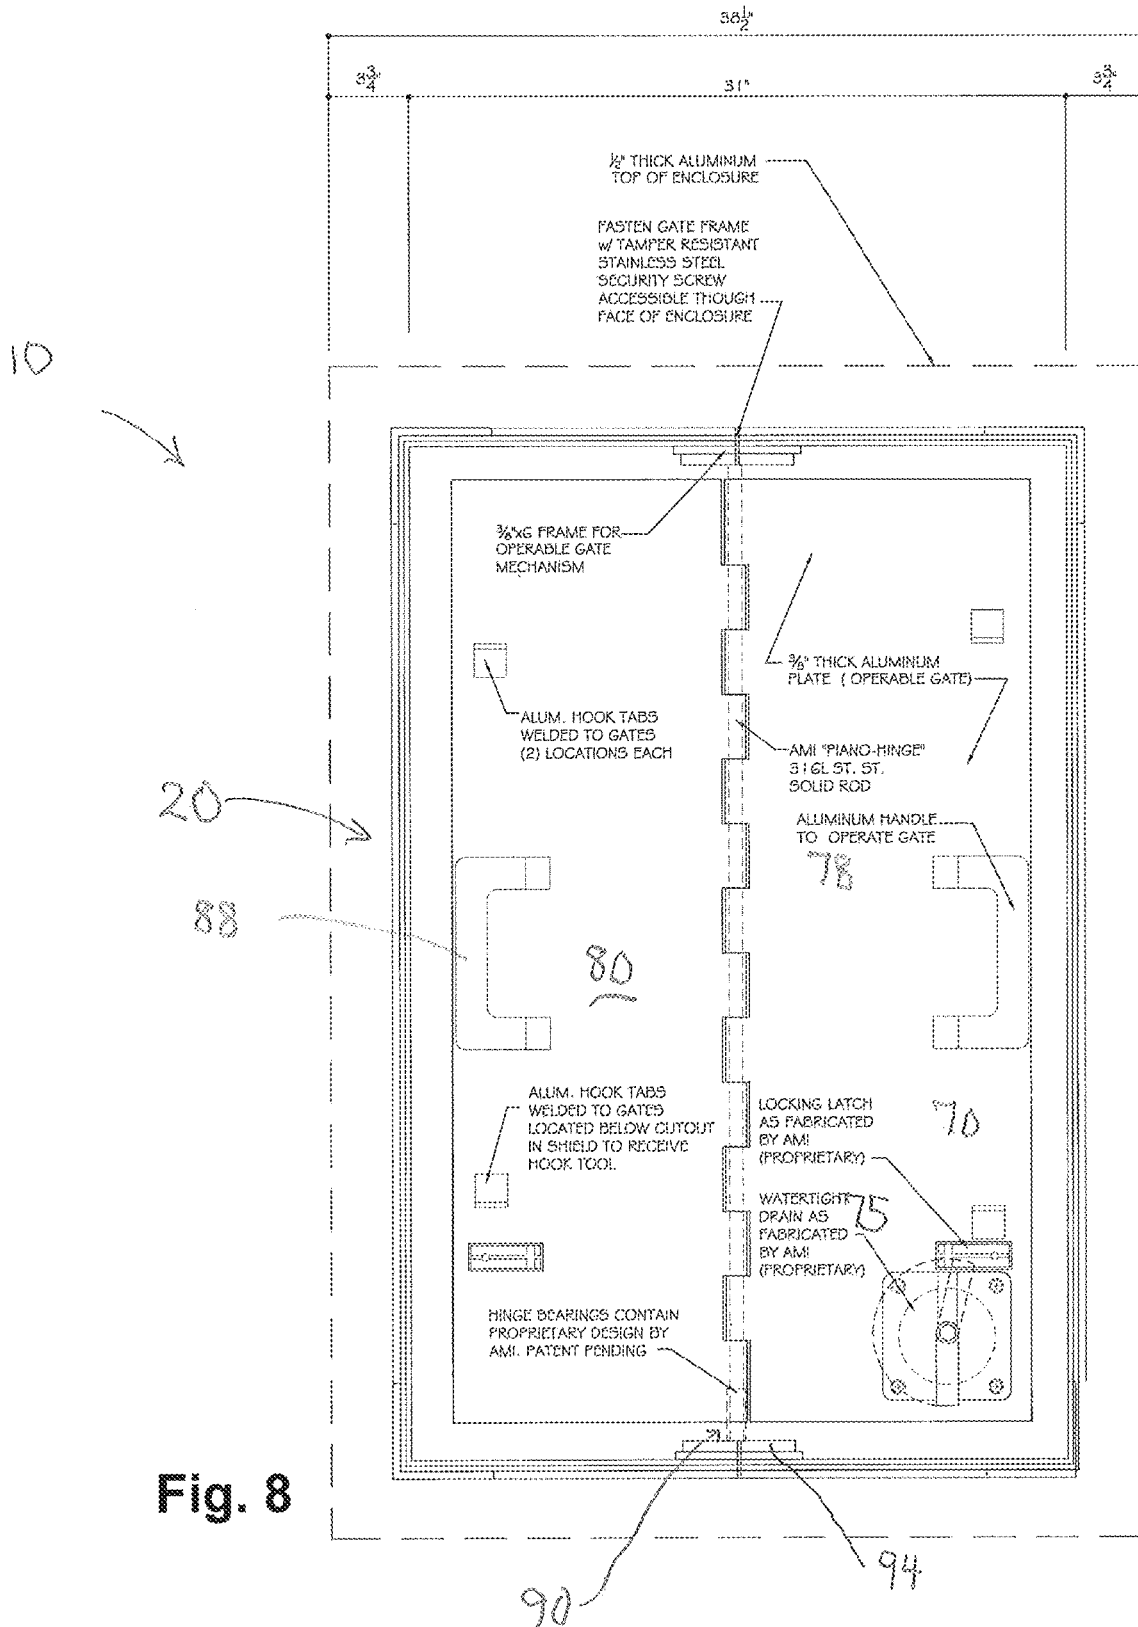 38½"
3¾"
31"
3¾"
½" THICK ALUMINUM
TOP OF ENCLOSURE
FASTEN GATE FRAME
W/ TAMPER RESISTANT
STAINLESS STEEL
SECURITY SCREW
ACCESSIBLE THOUGH
FACE OF ENCLOSURE
10
⅜"x6 FRAME FOR
OPERABLE GATE
MECHANISM
⅜" THICK ALUMINUM
PLATE ( OPERABLE GATE)
ALUM. HOOK TABS
WELDED TO GATES
(2) LOCATIONS EACH
AMI "PIANO-HINGE"
316L ST. ST.
SOLID ROD
20
ALUMINUM HANDLE
TO OPERATE GATE
78
88
80
ALUM. HOOK TABS
WELDED TO GATES
LOCATED BELOW CUTOUT
IN SHIELD TO RECEIVE
HOOK TOOL
LOCKING LATCH
AS FABRICATED
BY AMI
(PROPRIETARY)
70
WATERTIGHT
DRAIN AS
FABRICATED
BY AMI
(PROPRIETARY)
75
HINGE BEARINGS CONTAIN
PROPRIETARY DESIGN BY
AMI. PATENT PENDING
Fig. 8
90
94